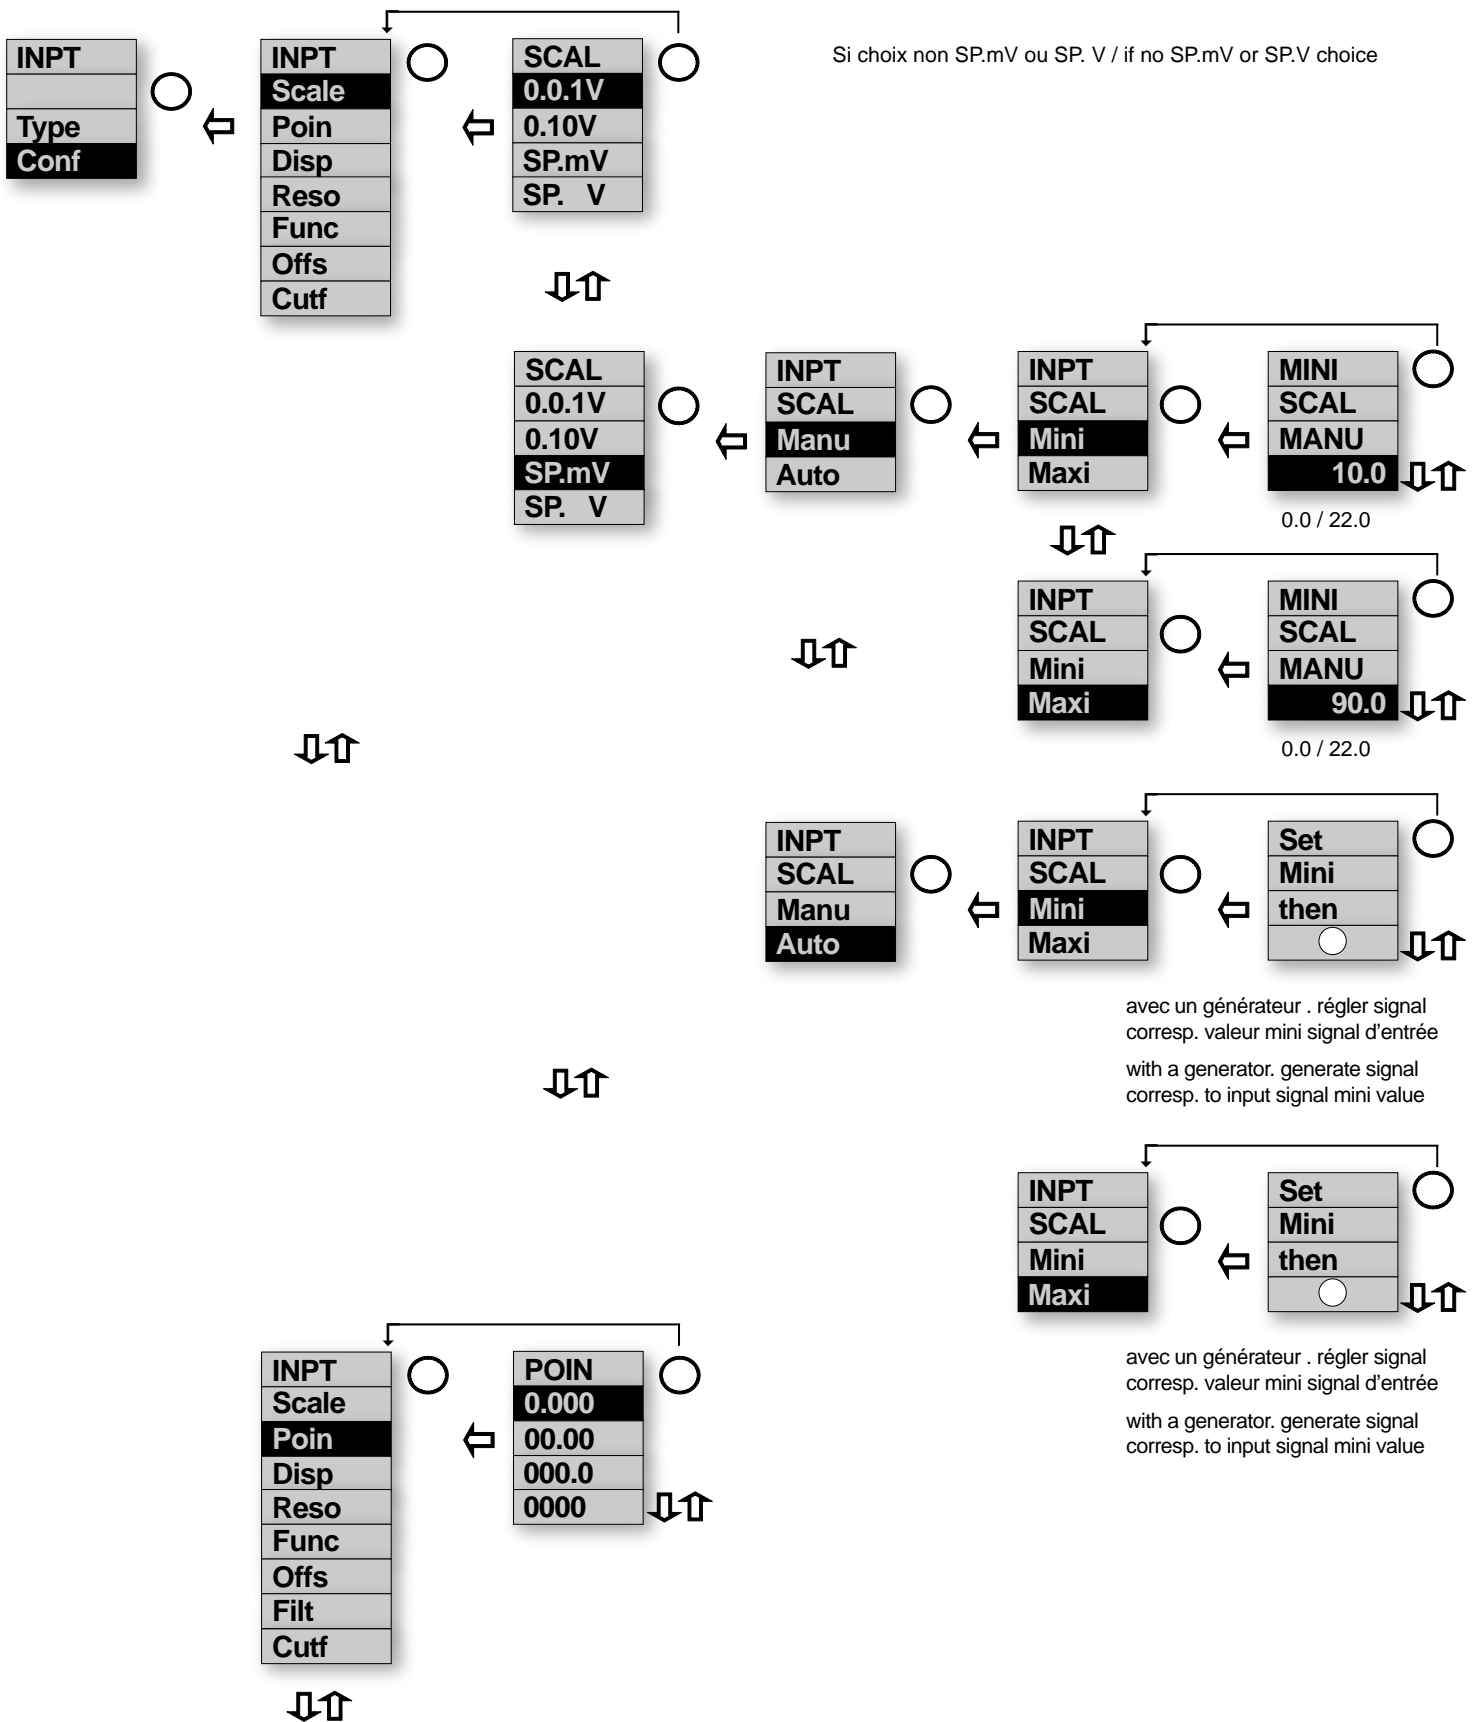 Si choix non SP.mV ou SP. V / if no SP.mV or SP.V choice
INPT
Type
Conf
INPT
Scale
Poin
Disp
Reso
Func
Offs
Cutf
SCAL
0.0.1V
0.10V
SP.mV
SP. V
SCAL
0.0.1V
0.10V
SP.mV
SP. V
INPT
SCAL
Manu
Auto
INPT
SCAL
Mini
Maxi
MINI
SCAL
MANU
10.0
0.0 / 22.0
INPT
SCAL
Mini
Maxi
MINI
SCAL
MANU
90.0
0.0 / 22.0
INPT
SCAL
Manu
Auto
INPT
SCAL
Mini
Maxi
Set
Mini
then
avec un générateur . régler signal
corresp. valeur mini signal d'entrée
with a generator. generate signal
corresp. to input signal mini value
INPT
SCAL
Mini
Maxi
Set
Mini
then
avec un générateur . régler signal
corresp. valeur mini signal d'entrée
with a generator. generate signal
corresp. to input signal mini value
INPT
Scale
Poin
Disp
Reso
Func
Offs
Filt
Cutf
POIN
0.000
00.00
000.0
0000